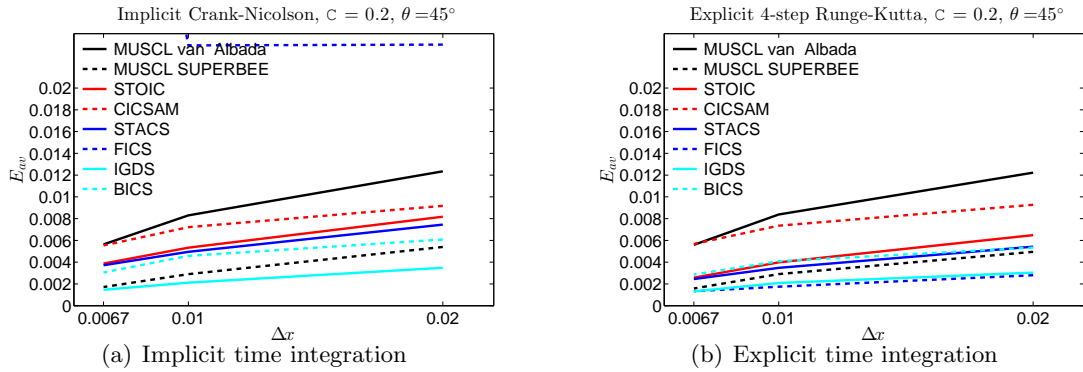 Implicit Crank-Nicolson, C = 0.2, θ =45°
MUSCL van Albada
MUSCL SUPERBEE
STOIC
CICSAM
STACS
FICS
IGDS
BICS
0.02
0.018
0.016
0.014
0.012
0.01
0.008
0.006
0.004
0.002
0
E_av
0.0067
0.01
0.02
Δx
(a) Implicit time integration
Explicit 4-step Runge-Kutta, C = 0.2, θ =45°
MUSCL van Albada
MUSCL SUPERBEE
STOIC
CICSAM
STACS
FICS
IGDS
BICS
0.02
0.018
0.016
0.014
0.012
0.01
0.008
0.006
0.004
0.002
0
E_av
0.0067
0.01
0.02
Δx
(b) Explicit time integration